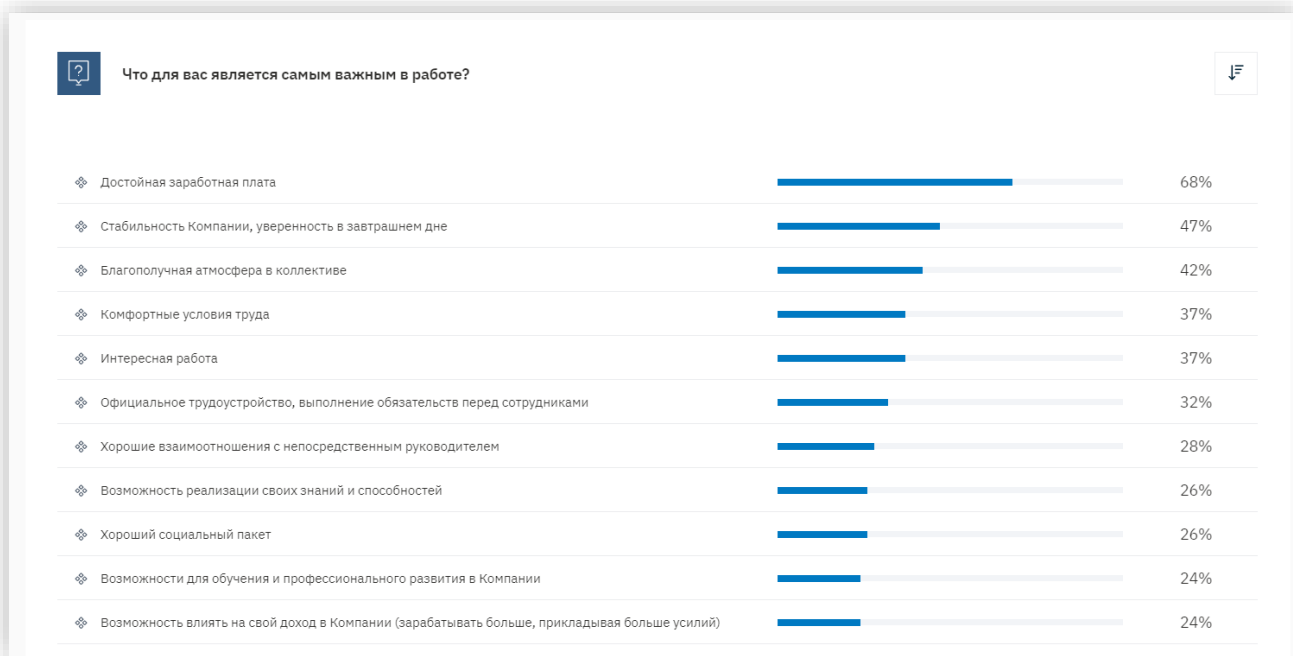 Что для вас является самым важным в работе?
Достойная заработная плата 68%
Стабильность Компании, уверенность в завтрашнем дне 47%
Благополучная атмосфера в коллективе 42%
Комфортные условия труда 37%
Интересная работа 37%
Официальное трудоустройство, выполнение обязательств перед сотрудниками 32%
Хорошие взаимоотношения с непосредственным руководителем 28%
Возможность реализации своих знаний и способностей 26%
Хороший социальный пакет 26%
Возможности для обучения и профессионального развития в Компании 24%
Возможность влиять на свой доход в Компании (зарабатывать больше, прикладывая больше усилий) 24%